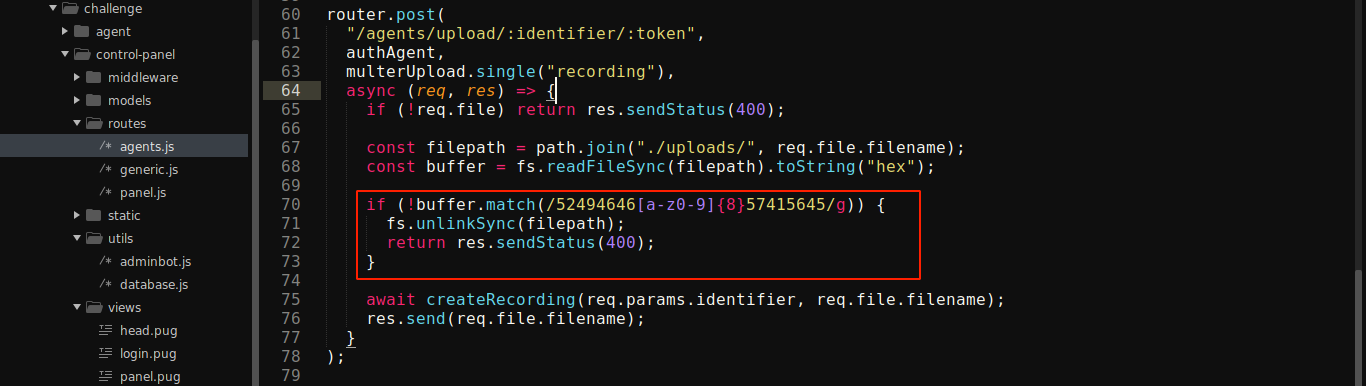 challenge
agent
control-panel
middleware
models
routes
/* agents.js
/* generic.js
/* panel.js
static
utils
/* adminbot.js
/* database.js
views
head.pug
login.pug
panel.pug
60 router.post(
61 "/agents/upload/:identifier/:token",
62 authAgent,
63 multerUpload.single("recording"),
64 async (req, res) => {
65 if (!req.file) return res.sendStatus(400);
66
67 const filepath = path.join("./uploads/", req.file.filename);
68 const buffer = fs.readFileSync(filepath).toString("hex");
69
70 if (!buffer.match(/52494646[a-z0-9]{8}57415645/g)) {
71 fs.unlinkSync(filepath);
72 return res.sendStatus(400);
73 }
74
75 await createRecording(req.params.identifier, req.file.filename);
76 res.send(req.file.filename);
77 }
78 );
79